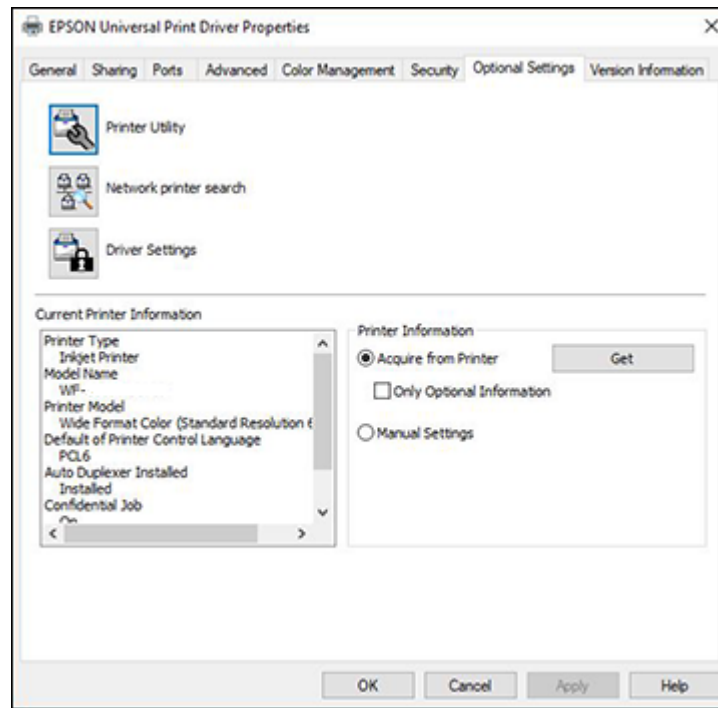 EPSON Universal Print Driver Properties
General Sharing Ports Advanced Color Management Security Optional Settings Version Information
Printer Utility
Network printer search
Driver Settings
Current Printer Information
Printer Type
Inkjet Printer
Model Name
WF-
Printer Model
Wide Format Color (Standard Resolution 6
Default of Printer Control Language
PCL6
Auto Duplexer Installed
Installed
Confidential Job
On
Printer Information
Acquire from Printer Get
Only Optional Information
Manual Settings
OK Cancel Apply Help